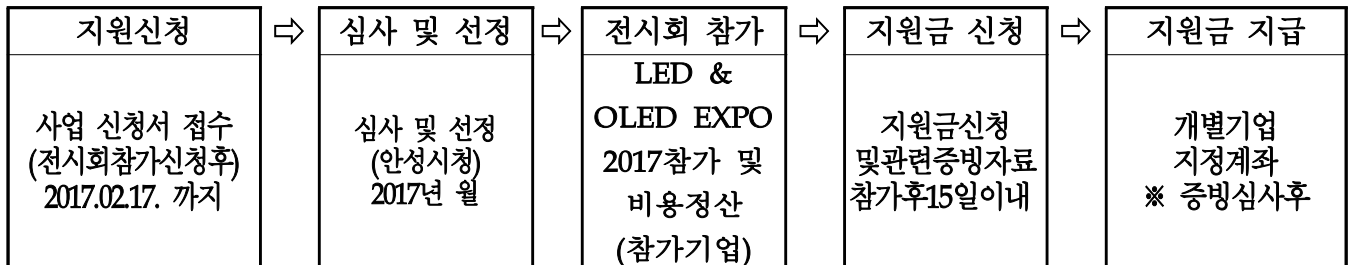 지원신청 ⇨ 심사 및 선정 ⇨ 전시회 참가 ⇨ 지원금 신청 ⇨ 지원금 지급
사업 신청서 접수
(전시회참가신청후)
2017.02.17. 까지
심사 및 선정
(안성시청)
2017년 월
LED &
OLED EXPO
2017참가 및
비용정산
(참가기업)
지원금신청
및관련증빙자료
참가후15일이내
개별기업
지정계좌
※ 증빙심사후